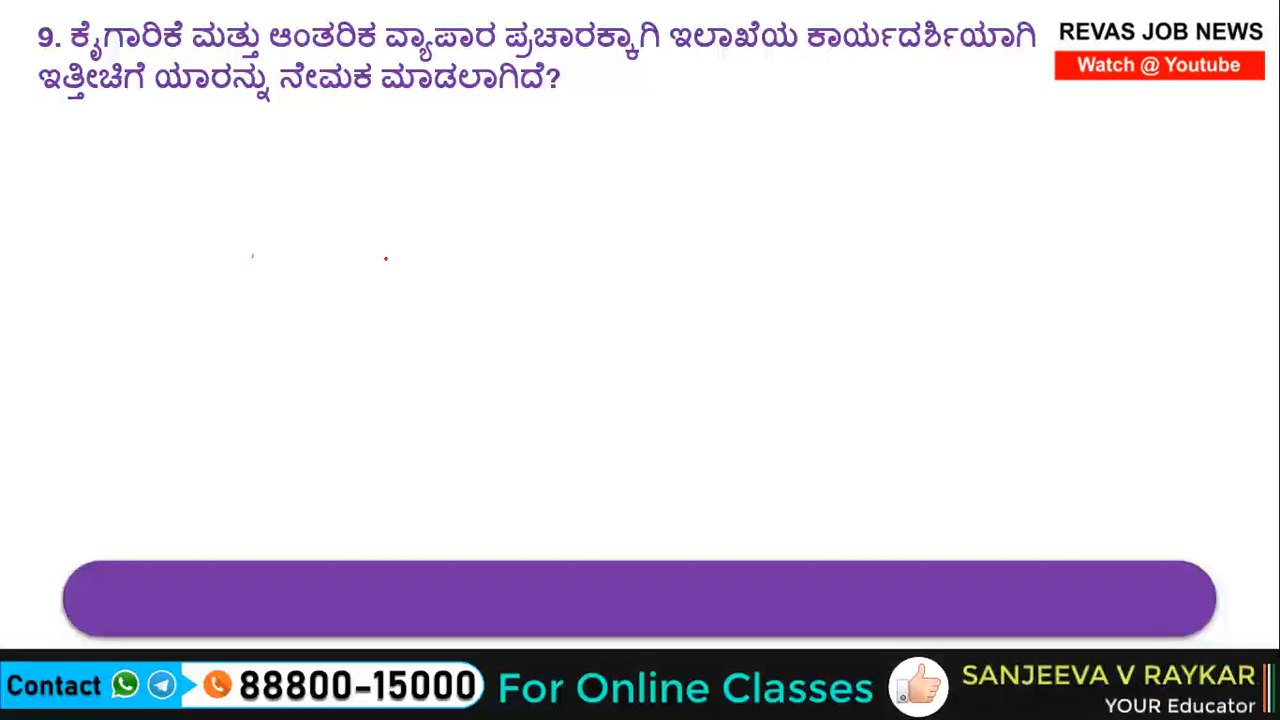 9. ಕೈಗಾರಿಕೆ ಮತ್ತು ಆಂತರಿಕ ವ್ಯಾಪಾರ ಪ್ರಚಾರಕ್ಕಾಗಿ ಇಲಾಖೆಯ ಕಾರ್ಯದರ್ಶಿಯಾಗಿ
ಇತ್ತೀಚಿಗೆ ಯಾರನ್ನು ನೇಮಕ ಮಾಡಲಾಗಿದೆ?
REVAS JOB NEWS
Watch @ Youtube
Contact
88800-15000
For Online Classes
SANJEEVA V RAYKAR
YOUR Educator